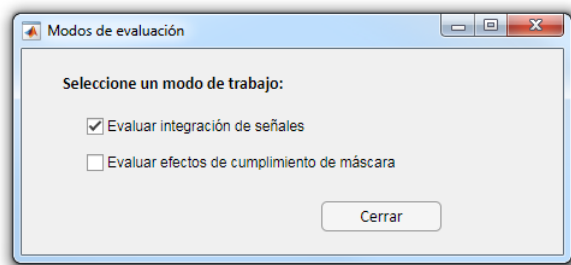 Modos de evaluación
Seleccione un modo de trabajo:
Evaluar integración de señales
Evaluar efectos de cumplimiento de máscara
Cerrar